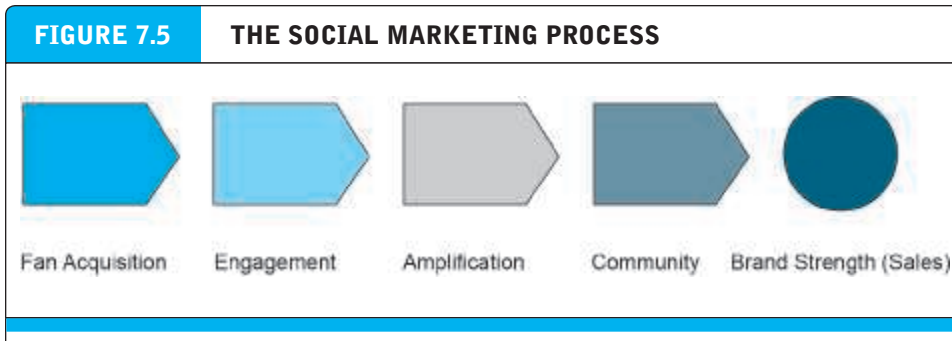 FIGURE 7.5 THE SOCIAL MARKETING PROCESS
Fan Acquisition Engagement Amplification Community Brand Strength (Sales)